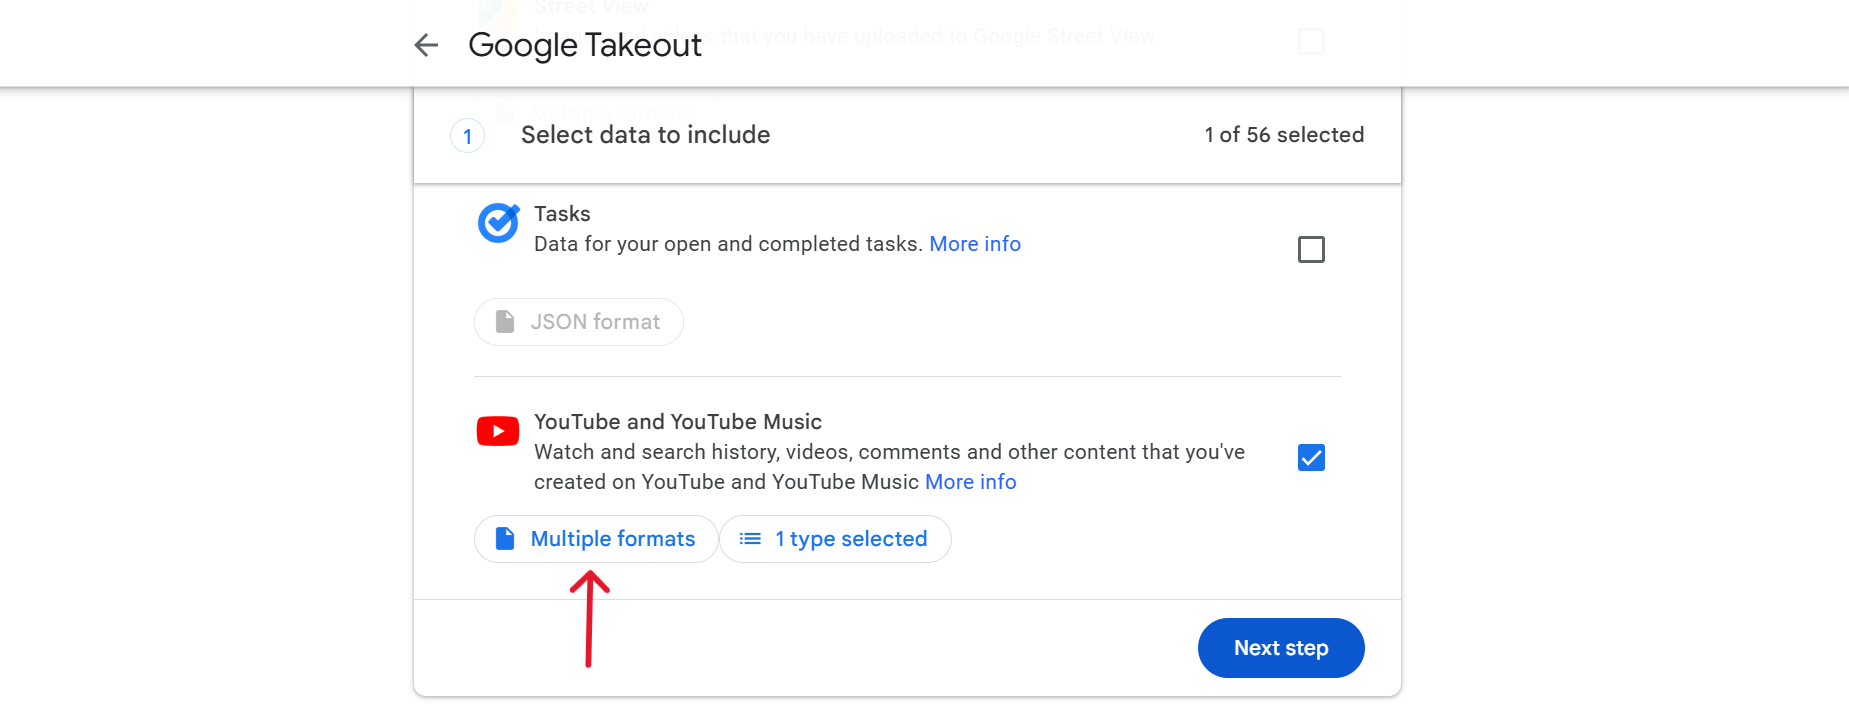 Street View
Google Takeout
that you have uploaded to Google Street View
Multiple formats
1
Select data to include
1 of 56 selected
Tasks
Data for your open and completed tasks. More info
JSON format
YouTube and YouTube Music
Watch and search history, videos, comments and other content that you've
created on YouTube and YouTube Music More info
Multiple formats
1 type selected
Next step